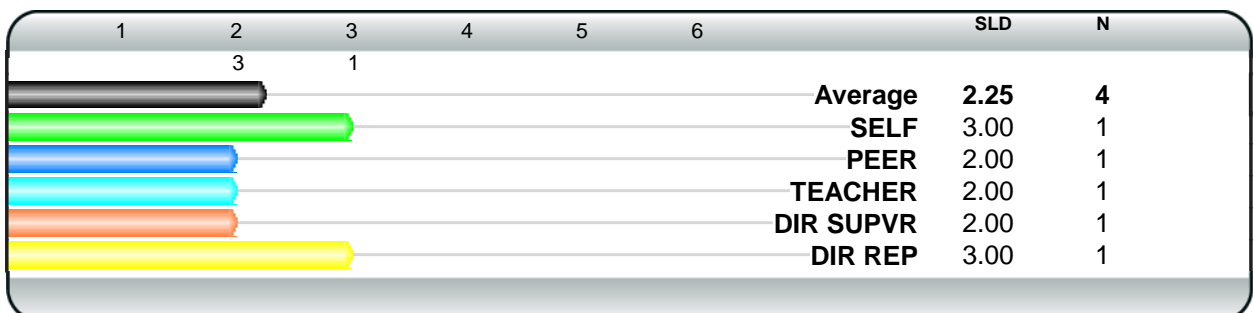 1 2 3 4 5 6 SLD N
3 1
Average 2.25 4
SELF 3.00 1
PEER 2.00 1
TEACHER 2.00 1
DIR SUPVR 2.00 1
DIR REP 3.00 1